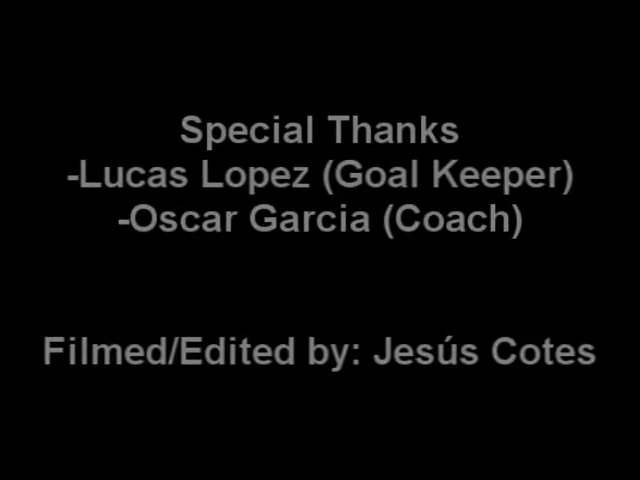 Special Thanks
-Lucas Lopez (Goal Keeper)
-Oscar Garcia (Coach)
Filmed/Edited by: Jesús Cotes